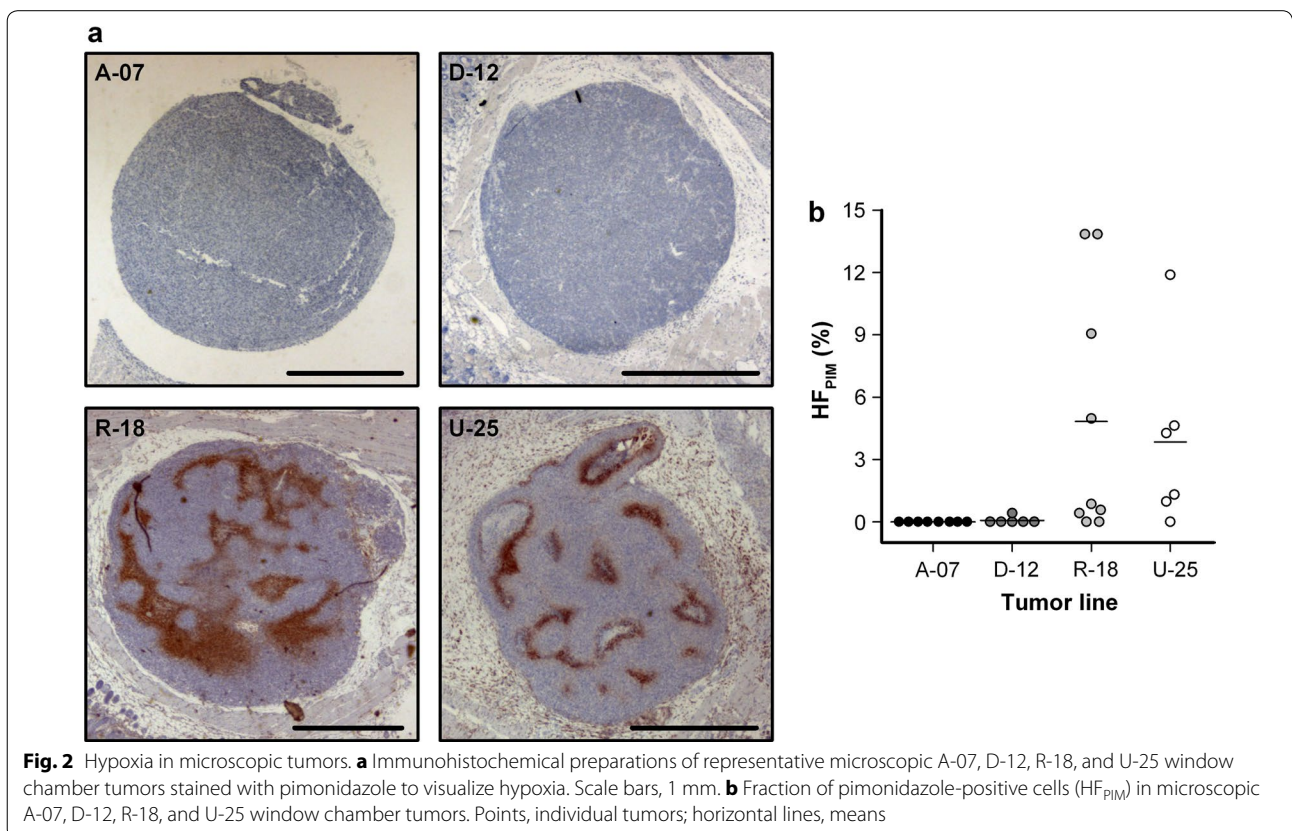 a
A-07
D-12
R-18
U-25
b
15
12
9
6
3
0
HF_PIM (%)
A-07 D-12 R-18 U-25
Tumor line
Fig. 2 Hypoxia in microscopic tumors. a Immunohistochemical preparations of representative microscopic A-07, D-12, R-18, and U-25 window
chamber tumors stained with pimonidazole to visualize hypoxia. Scale bars, 1 mm. b Fraction of pimonidazole-positive cells (HF_PIM) in microscopic
A-07, D-12, R-18, and U-25 window chamber tumors. Points, individual tumors; horizontal lines, means